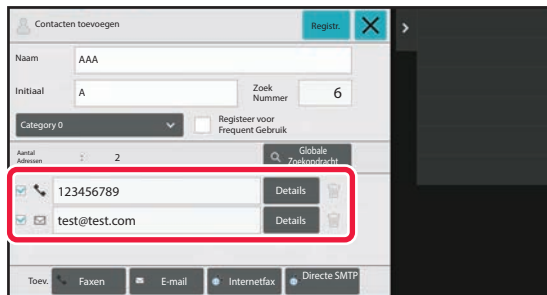 Contacten toevoegen
Registr.
Naam
AAA
Initiaal
A
Zoek
Nummer
6
Category 0
Registeer voor
Frequent Gebruik
Aantal
Adressen
:
2
Globale
Zoekopdracht
123456789
Details
test@test.com
Details
Toev.
Faxen
E-mail
Internetfax
Directe SMTP